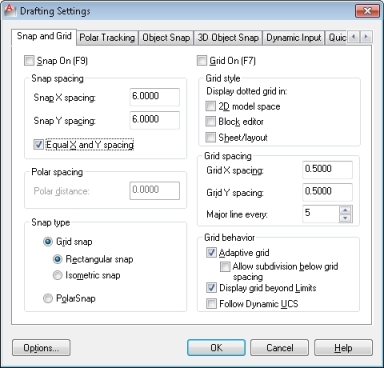 Drafting Settings
Snap and Grid
Polar Tracking
Object Snap
3D Object Snap
Dynamic Input
Quic
Snap On (F9)
Snap spacing
Snap X spacing: 6.0000
Snap Y spacing: 6.0000
Equal X and Y spacing
Polar spacing
Polar distance: 0.0000
Snap type
Grid snap
Rectangular snap
Isometric snap
PolarSnap
Grid On (F7)
Grid style
Display dotted grid in:
2D model space
Block editor
Sheet/layout
Grid spacing
Grid X spacing: 0.5000
Grid Y spacing: 0.5000
Major line every: 5
Grid behavior
Adaptive grid
Allow subdivision below grid
spacing
Display grid beyond Limits
Follow Dynamic UCS
Options...
OK
Cancel
Help